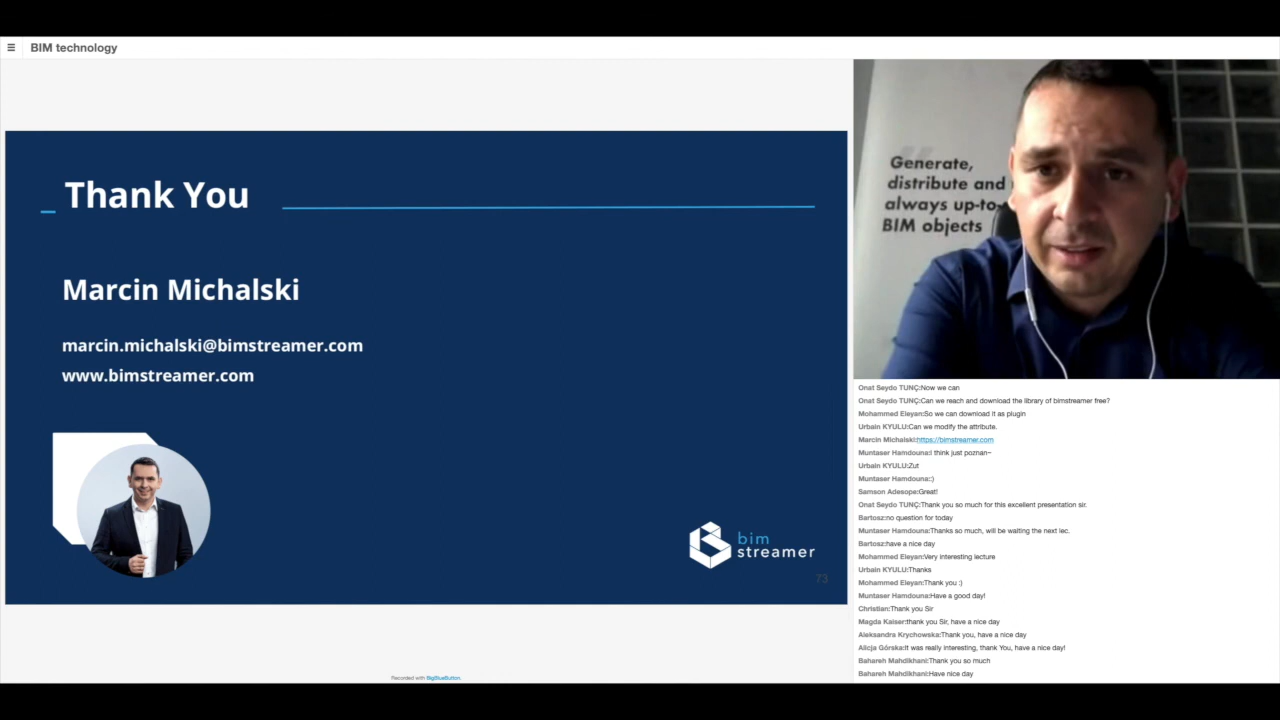 BIM technology
Thank You
Marcin Michalski
marcin.michalski@bimstreamer.com
www.bimstreamer.com
bim
streamer
73
Recorded with BigBlueButton.
Generate,
distribute and
always up-to-
BIM objects
Onat Seydo TUNÇ:Now we can
Onat Seydo TUNÇ:Can we reach and download the library of bimstreamer free?
Mohammed Eleyan:So we can download it as plugin
Urbain KYULU:Can we modify the attribute.
Marcin Michalski:https://bimstreamer.com
Muntaser Hamdouna:I think just poznan~
Urbain KYULU:Zut
Muntaser Hamdouna::)
Samson Adesope:Great!
Onat Seydo TUNÇ:Thank you so much for this excellent presentation sir.
Bartosz:no question for today
Muntaser Hamdouna:Thanks so much, will be waiting the next lec.
Bartosz:have a nice day
Mohammed Eleyan:Very interesting lecture
Urbain KYULU:Thanks
Mohammed Eleyan:Thank you :)
Muntaser Hamdouna:Have a good day!
Christian:Thank you Sir
Magda Kaiser:thank you Sir, have a nice day
Aleksandra Krychowska:Thank you, have a nice day
Alicja Górska:It was really interesting, thank You, have a nice day!
Bahareh Mahdikhani:Thank you so much
Bahareh Mahdikhani:Have nice day